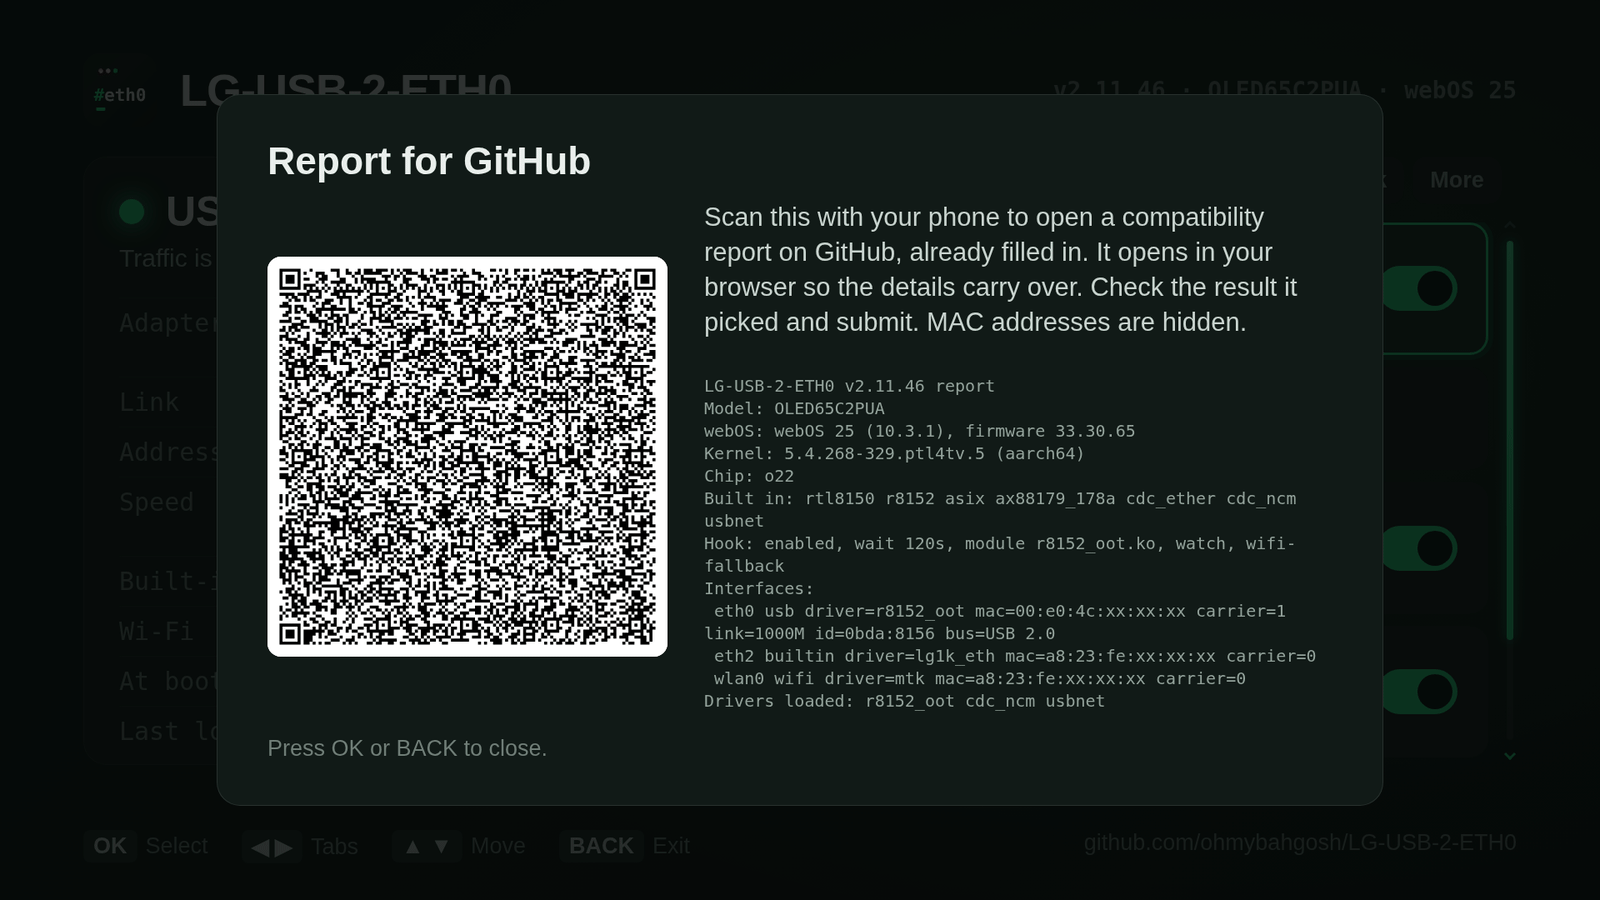 #eth0
LG-USB-2-ETH0
v2.11.46 · OLED65C2PUA · webOS 25
More
US
Traffic is
Adapter
Link
Address
Speed
Built-i
Wi-Fi
At boot
Last lo
Report for GitHub
Scan this with your phone to open a compatibility
report on GitHub, already filled in. It opens in your
browser so the details carry over. Check the result it
picked and submit. MAC addresses are hidden.
LG-USB-2-ETH0 v2.11.46 report
Model: OLED65C2PUA
webOS: webOS 25 (10.3.1), firmware 33.30.65
Kernel: 5.4.268-329.ptl4tv.5 (aarch64)
Chip: o22
Built in: rtl8150 r8152 asix ax88179_178a cdc_ether cdc_ncm
usbnet
Hook: enabled, wait 120s, module r8152_oot.ko, watch, wifi-
fallback
Interfaces:
eth0 usb driver=r8152_oot mac=00:e0:4c:xx:xx:xx carrier=1
link=1000M id=0bda:8156 bus=USB 2.0
eth2 builtin driver=lg1k_eth mac=a8:23:fe:xx:xx:xx carrier=0
wlan0 wifi driver=mtk mac=a8:23:fe:xx:xx:xx carrier=0
Drivers loaded: r8152_oot cdc_ncm usbnet
Press OK or BACK to close.
OK Select ◀▶ Tabs ▲ ▼ Move BACK Exit
github.com/ohmybahgosh/LG-USB-2-ETH0